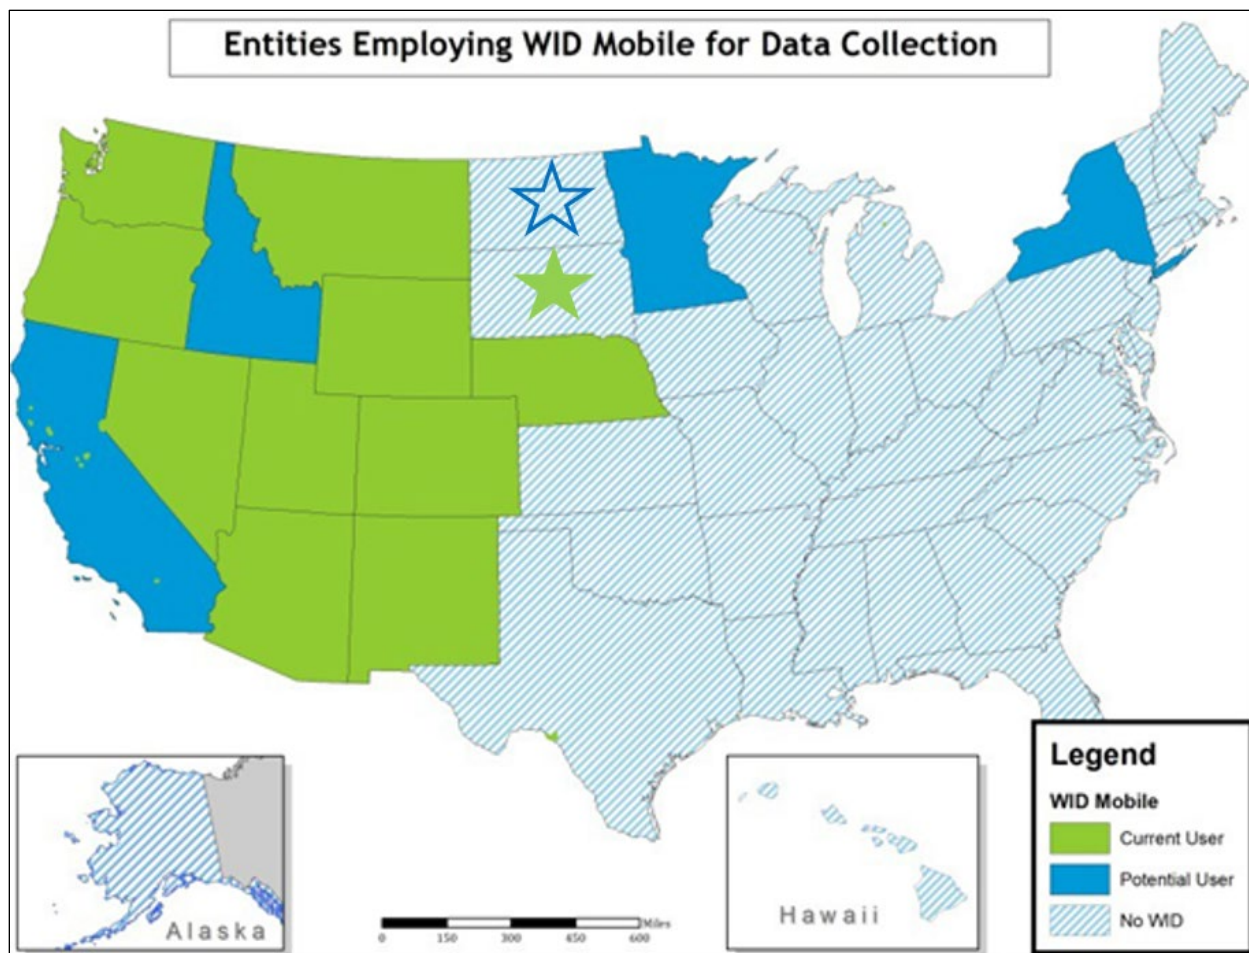 Entities Employing WID Mobile for Data Collection
Legend
WID Mobile
Current User
Potential User
No WID
Alaska
Hawaii
Miles
0 150 300 450 600